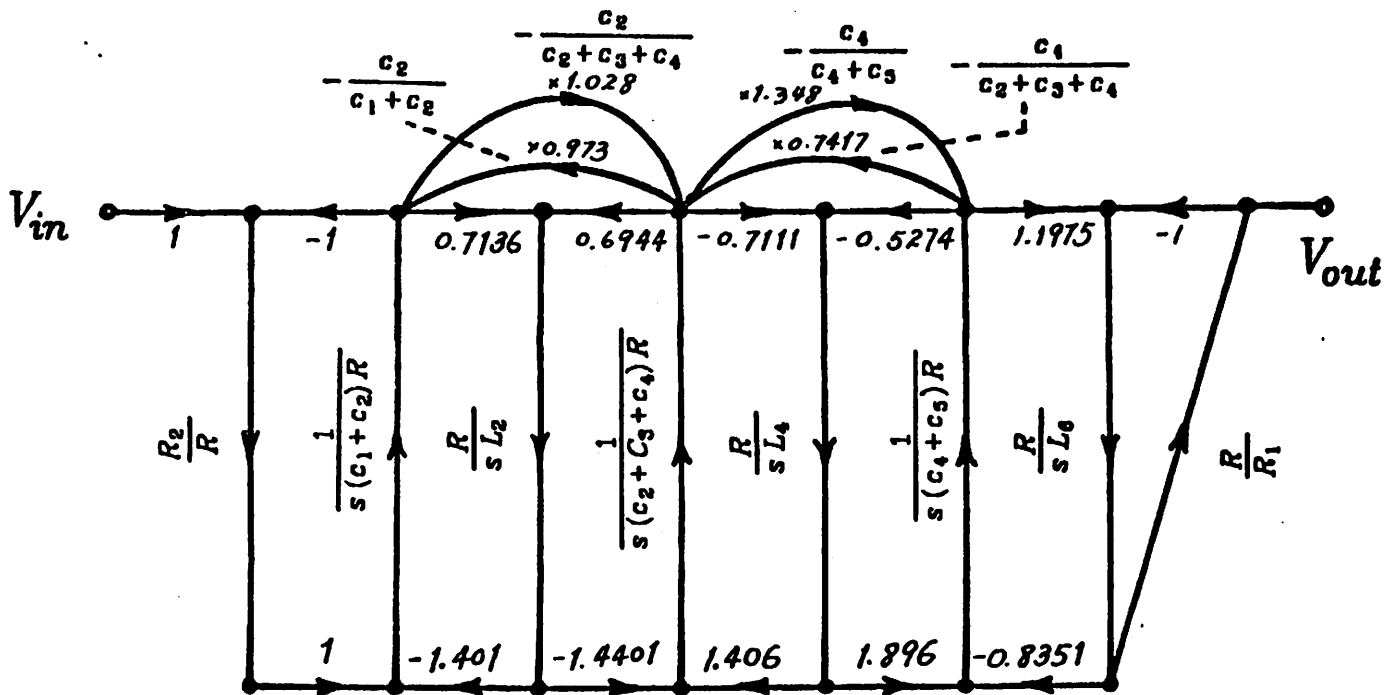 -c₂/(c₁+c₂)
-c₂/(c₂+c₃+c₄)
-c₄/(c₄+c₅)
-c₄/(c₂+c₃+c₄)
×1.028
×1.348
×0.973
×0.7417
V_in
1
-1
0.7136
0.6944
-0.7111
-0.5274
1.1975
-1
V_out
R₂/R
1/s(c₁+c₂)R
R/sL₂
1/s(c₂+C₃+c₄)R
R/sL₄
1/s(c₄+c₅)R
R/sL₆
R/R₁
1
-1.401
-1.4401
1.406
1.896
-0.8351